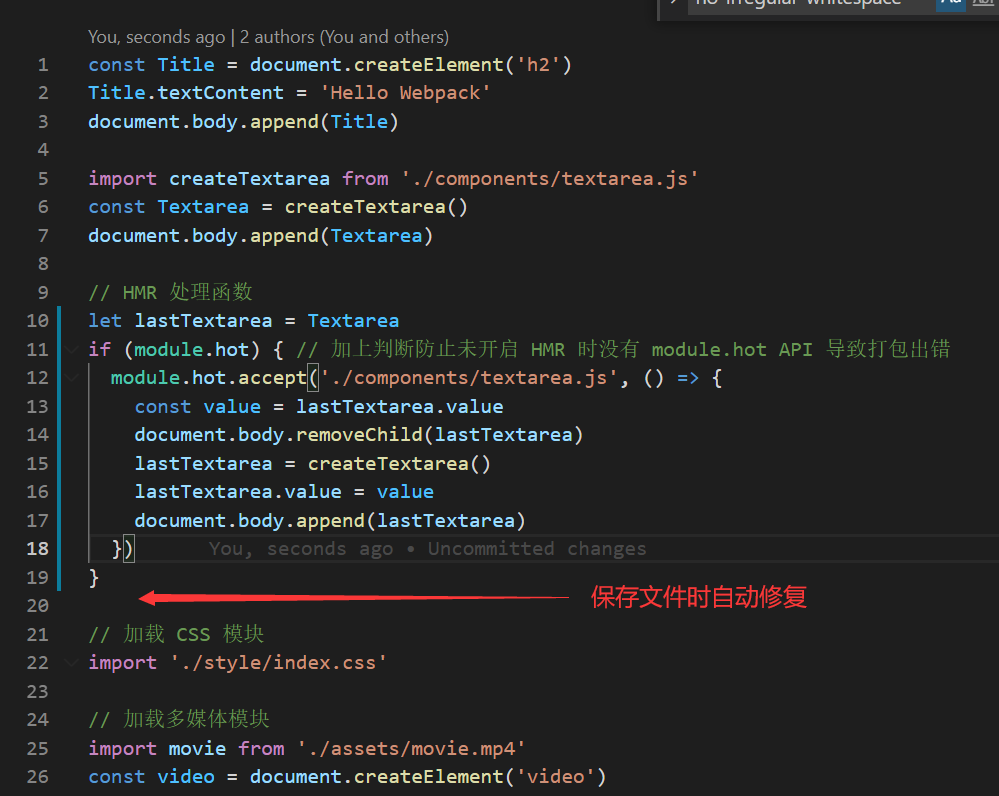 no irregular whitespace
You, seconds ago | 2 authors (You and others)
1 const Title = document.createElement('h2')
2 Title.textContent = 'Hello Webpack'
3 document.body.append(Title)
4
5 import createTextarea from './components/textarea.js'
6 const Textarea = createTextarea()
7 document.body.append(Textarea)
8
9 // HMR 处理函数
10 let lastTextarea = Textarea
11 if (module.hot) { // 加上判断防止未开启 HMR 时没有 module.hot API 导致打包出错
12 module.hot.accept('./components/textarea.js', () => {
13 const value = lastTextarea.value
14 document.body.removeChild(lastTextarea)
15 lastTextarea = createTextarea()
16 lastTextarea.value = value
17 document.body.append(lastTextarea)
18 }) You, seconds ago • Uncommitted changes
19 }
保存文件时自动修复
20
21 // 加载 CSS 模块
22 import './style/index.css'
23
24 // 加载多媒体模块
25 import movie from './assets/movie.mp4'
26 const video = document.createElement('video')